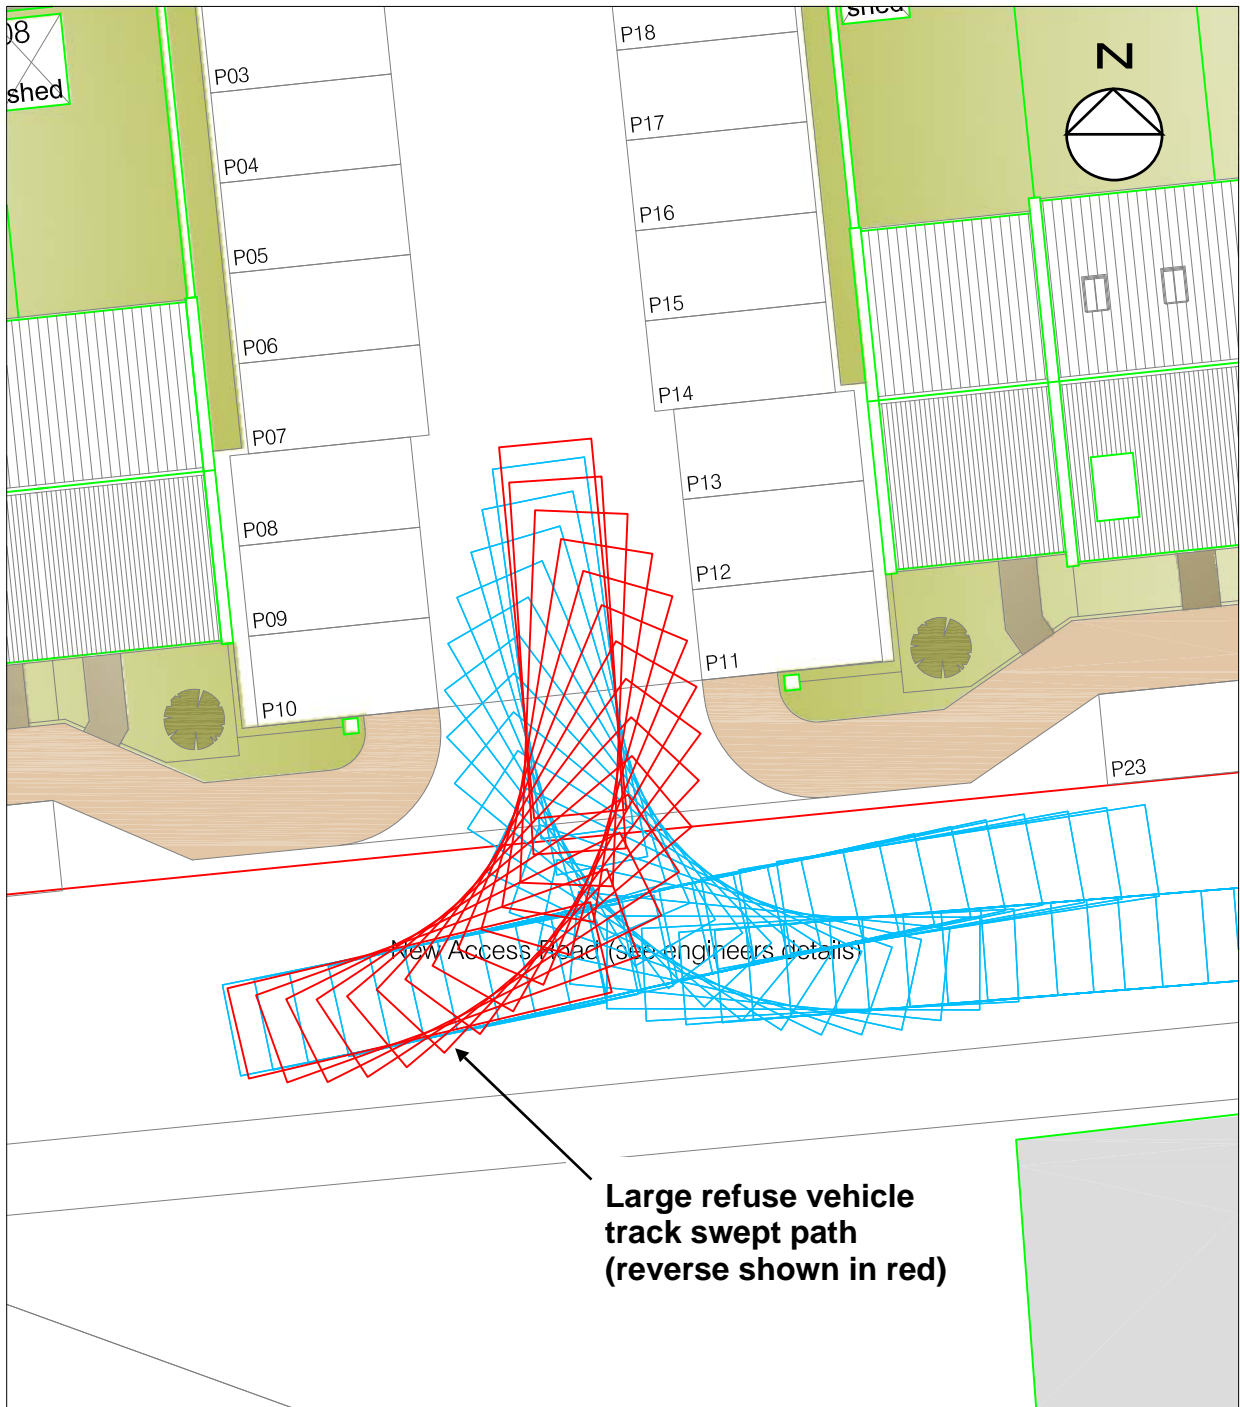 08
shed
P03
P04
P05
P06
P07
P08
P09
P10
P18
P17
P16
P15
P14
P13
P12
P11
shed
N
P23
New Access Road (see engineers details)
Large refuse vehicle
track swept path
(reverse shown in red)